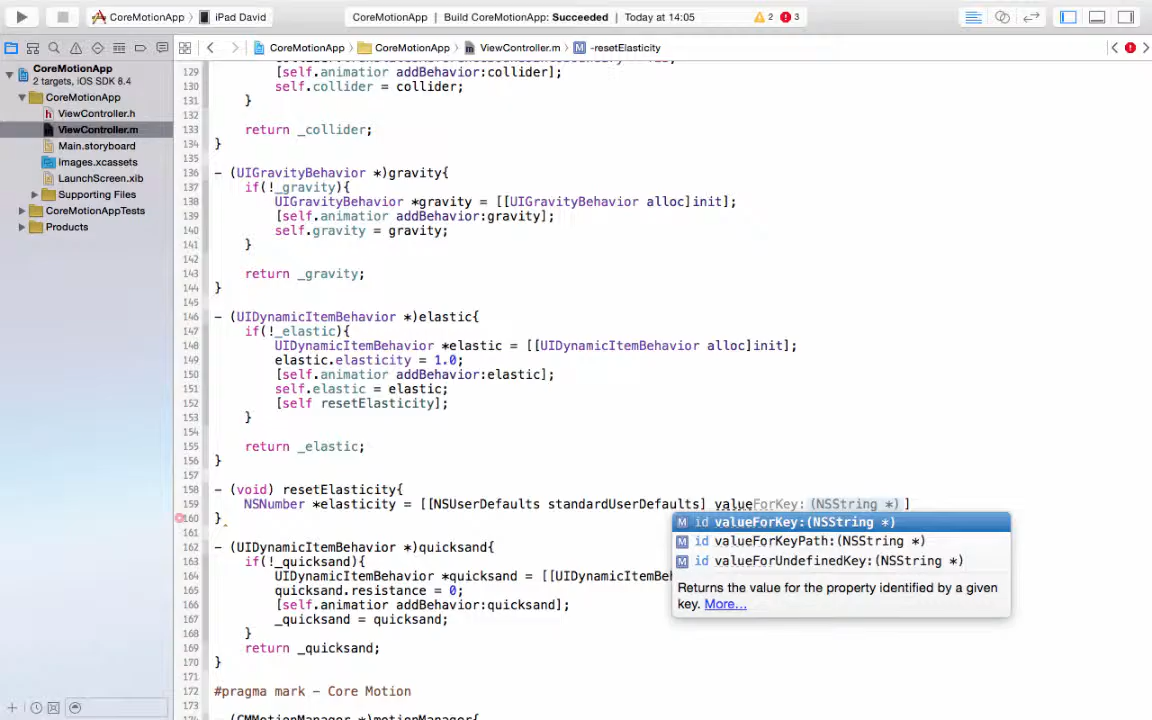 CoreMotionApp iPad David
CoreMotionApp | Build CoreMotionApp: Succeeded | Today at 14:05 2 3
CoreMotionApp CoreMotionApp ViewController.m M -resetElasticity
CoreMotionApp
2 targets, iOS SDK 8.4
CoreMotionApp
h ViewController.h
m ViewController.m
Main.storyboard
Images.xcassets
LaunchScreen.xib
Supporting Files
CoreMotionAppTests
Products
129 [self.animatior addBehavior:collider];
130 self.collider = collider;
131 }
132
133 return _collider;
134 }
135
136 - (UIGravityBehavior *)gravity{
137 if(!_gravity){
138 UIGravityBehavior *gravity = [[UIGravityBehavior alloc]init];
139 [self.animatior addBehavior:gravity];
140 self.gravity = gravity;
141 }
142
143 return _gravity;
144 }
145
146 - (UIDynamicItemBehavior *)elastic{
147 if(!_elastic){
148 UIDynamicItemBehavior *elastic = [[UIDynamicItemBehavior alloc]init];
149 elastic.elasticity = 1.0;
150 [self.animatior addBehavior:elastic];
151 self.elastic = elastic;
152 [self resetElasticity];
153 }
154
155 return _elastic;
156 }
157
158 - (void) resetElasticity{
159 NSNumber *elasticity = [[NSUserDefaults standardUserDefaults] valueForKey:(NSString *) ]
160 }
161
162 - (UIDynamicItemBehavior *)quicksand{
163 if(!_quicksand){
164 UIDynamicItemBehavior *quicksand = [[UIDynamicItemBe
165 quicksand.resistance = 0;
166 [self.animatior addBehavior:quicksand];
167 _quicksand = quicksand;
168 }
169 return _quicksand;
170 }
171
172 #pragma mark - Core Motion
173
- (CMMotionManager *)motionManager{
M id valueForKey:(NSString *)
M id valueForKeyPath:(NSString *)
M id valueForUndefinedKey:(NSString *)
Returns the value for the property identified by a given
key. More...